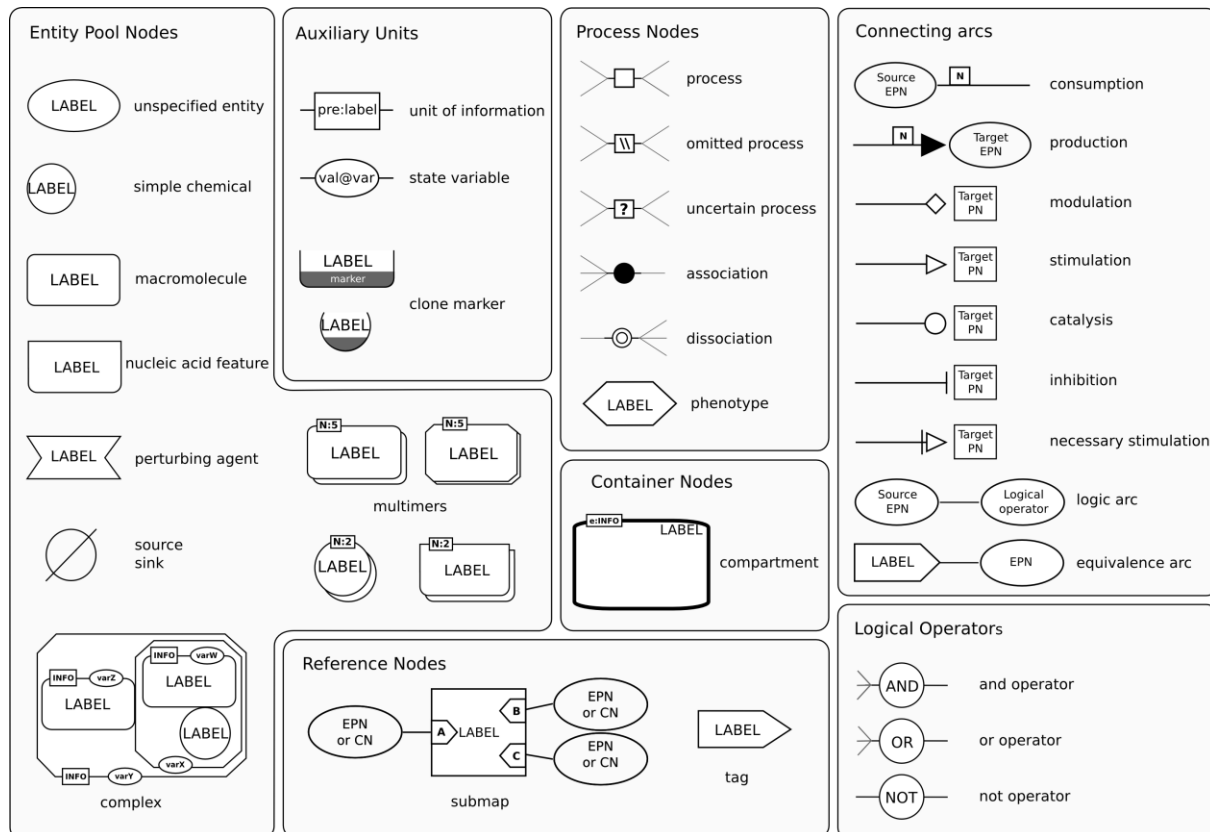 Entity Pool Nodes
LABEL
unspecified entity
LABEL
simple chemical
LABEL
macromolecule
LABEL
nucleic acid feature
LABEL
perturbing agent
source
sink
INFO
varZ
LABEL
INFO
varW
LABEL
LABEL
varX
INFO
varY
complex
Auxiliary Units
pre:label
unit of information
val@var
state variable
LABEL
marker
clone marker
LABEL
N:5
LABEL
N:5
LABEL
multimers
N:2
LABEL
N:2
LABEL
Process Nodes
process
\\
omitted process
?
uncertain process
association
dissociation
LABEL
phenotype
Container Nodes
e:INFO
LABEL
compartment
Reference Nodes
EPN
or CN
A
LABEL
B
C
EPN
or CN
EPN
or CN
submap
LABEL
tag
Connecting arcs
Source
EPN
N
consumption
N
Target
EPN
production
Target
PN
modulation
Target
PN
stimulation
Target
PN
catalysis
Target
PN
inhibition
Target
PN
necessary stimulation
Source
EPN
Logical
operator
logic arc
LABEL
EPN
equivalence arc
Logical Operators
AND
and operator
OR
or operator
NOT
not operator